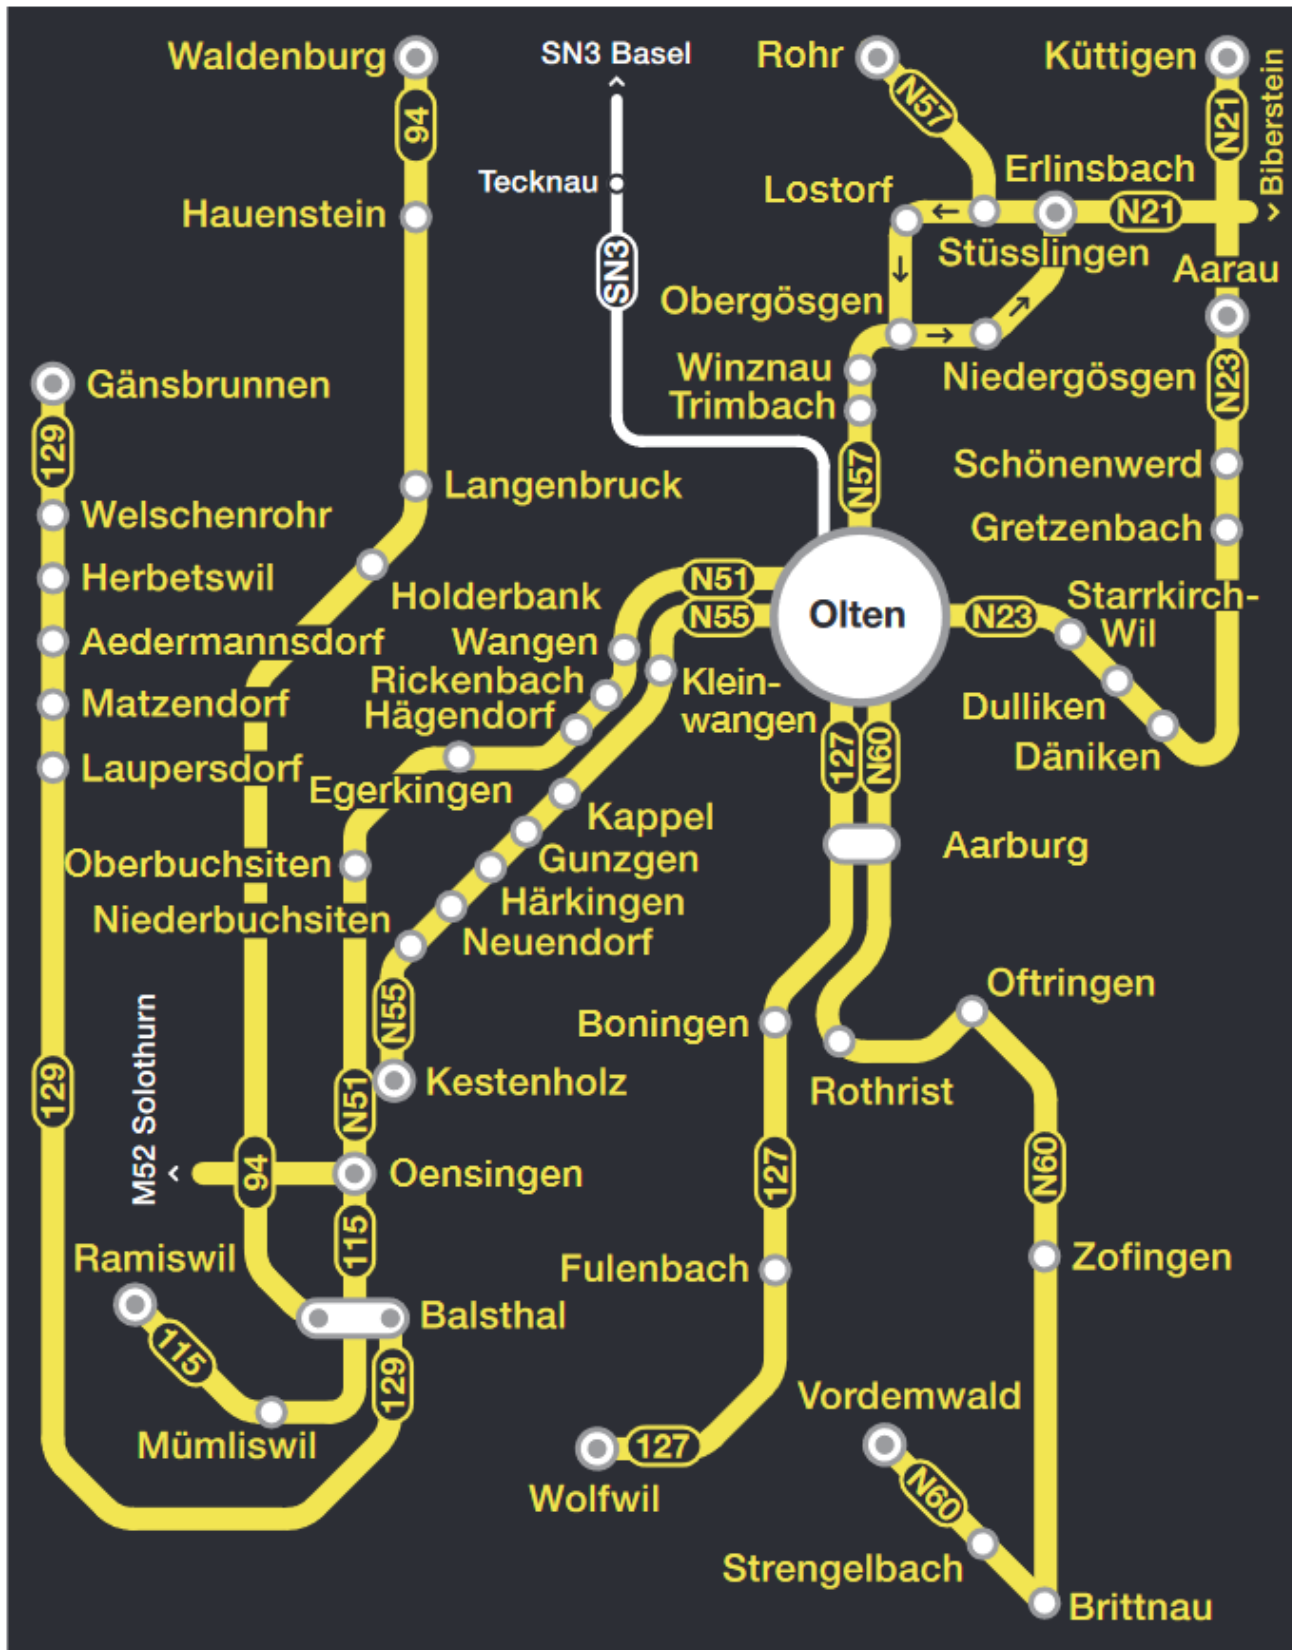 Waldenburg
SN3 Basel
Rohr
Küttigen
94
N57
N21
Biberstein
Tecknau
Erlinsbach
Lostorf
N21
Hauenstein
SN3
Stüsslingen
Aarau
Obergösgen
Winznau
Niedergösgen
N23
Gänsbrunnen
Trimbach
129
N57
Schönenwerd
Langenbruck
Welschenrohr
Gretzenbach
Herbetswil
Holderbank
N51
N55
Olten
N23
Starrkirch-
Wil
Aedermannsdorf
Wangen
Rickenbach
Klein-
wangen
Matzendorf
Hägendorf
Dulliken
Däniken
127
N60
Laupersdorf
Egerkingen
Kappel
Aarburg
Oberbuchsiten
Gunzgen
Härkingen
Niederbuchsiten
Neuendorf
Oftringen
N55
Boningen
M52 Solothurn
129
N51
Kestenholz
Rothrist
94
Oensingen
127
N60
115
Ramiswil
Fulenbach
Zofingen
Balsthal
115
129
Vordemwald
Mümliswil
127
Wolfwil
N60
Strengelbach
Brittnau